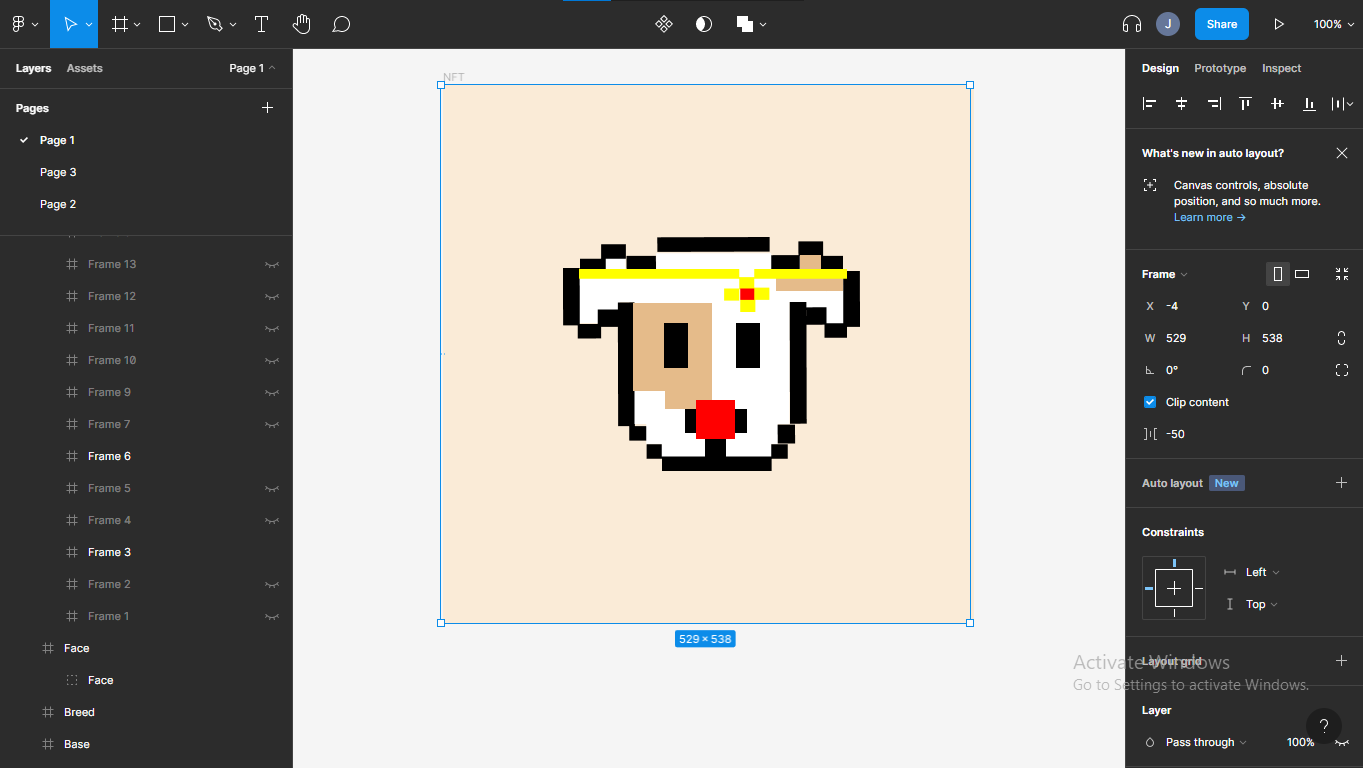 J
Share
100%
Layers
Assets
Page 1
Pages
Page 1
Page 3
Page 2
Frame 13
Frame 12
Frame 11
Frame 10
Frame 9
Frame 7
Frame 6
Frame 5
Frame 4
Frame 3
Frame 2
Frame 1
Face
Face
Breed
Base
NFT
529 × 538
Design
Prototype
Inspect
What's new in auto layout?
Canvas controls, absolute
position, and so much more.
Learn more →
Frame
X -4
Y 0
W 529
H 538
0°
0
Clip content
-50
Auto layout New
Constraints
Left
Top
Layout grid
Activate Windows
Go to Settings to activate Windows.
Layer
?
Pass through
100%